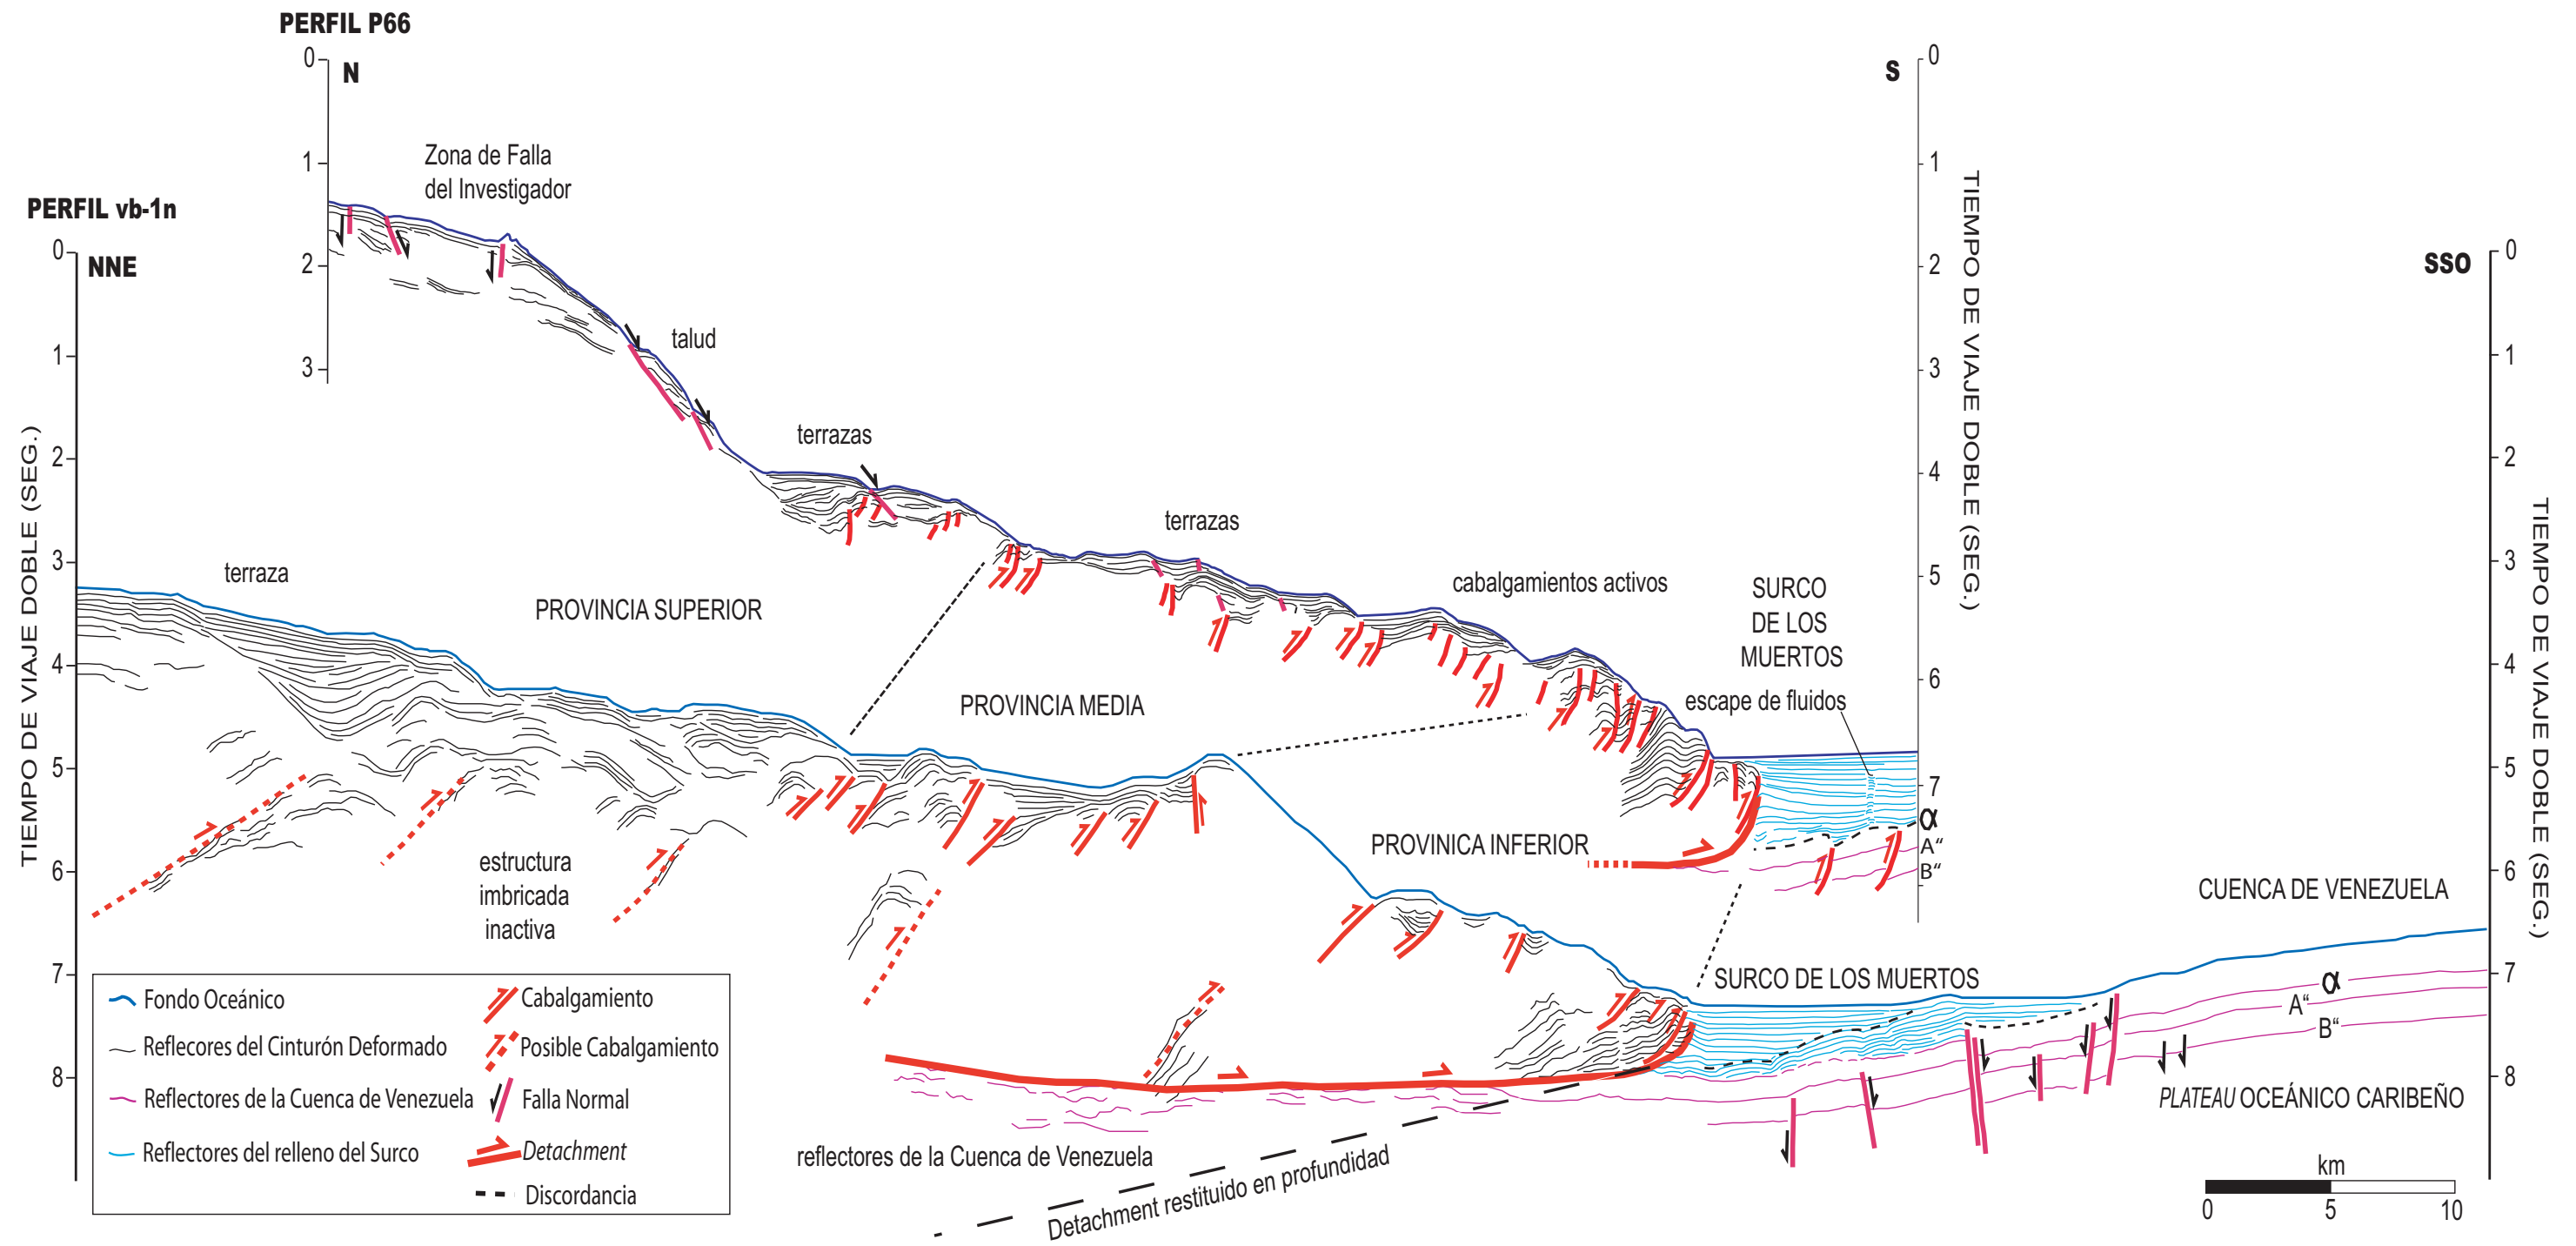 PERFIL P66
0
N
1
2
3
Zona de Falla
del Investigador
talud
terrazas
terrazas
cabalgamientos activos
S
0
1
2
3
4
5
6
7
TIEMPO DE VIAJE DOBLE (SEG.)
SURCO
DE LOS
MUERTOS
escape de fluidos
α
A“
B“
PERFIL vb-1n
0
NNE
1
2
3
4
5
6
7
8
TIEMPO DE VIAJE DOBLE (SEG.)
terraza
PROVINCIA SUPERIOR
PROVINCIA MEDIA
PROVINICA INFERIOR
estructura
imbricada
inactiva
SURCO DE LOS MUERTOS
CUENCA DE VENEZUELA
α
A“
B“
PLATEAU OCEÁNICO CARIBEÑO
SSO
0
1
2
3
4
5
6
7
8
TIEMPO DE VIAJE DOBLE (SEG.)
reflectores de la Cuenca de Venezuela
Detachment restituido en profundidad
Fondo Oceánico
Reflecores del Cinturón Deformado
Reflectores de la Cuenca de Venezuela
Reflectores del relleno del Surco
Cabalgamiento
Posible Cabalgamiento
Falla Normal
Detachment
Discordancia
km
0 5 10